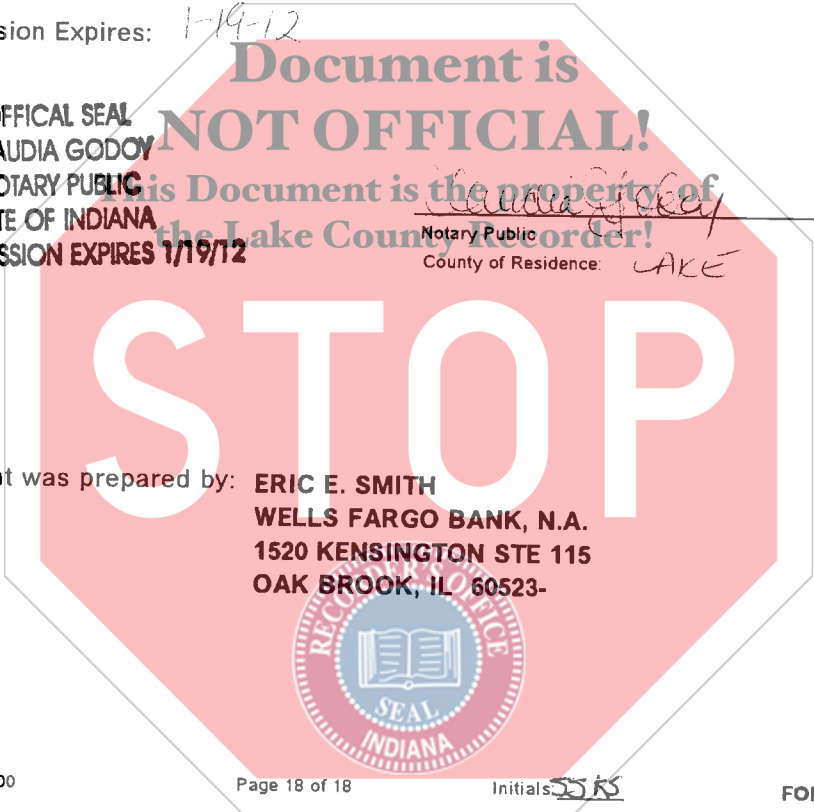 sion Expires: 1-19-12
Document is
NOT OFFICIAL!
This Document is the property of
the Lake County Recorder!
FFICAL SEAL
AUDIA GODOY
OTARY PUBLIC
TE OF INDIANA
SSION EXPIRES 1/19/12
Claudia Godoy
Notary Public
County of Residence: LAKE
STOP
t was prepared by: ERIC E. SMITH
WELLS FARGO BANK, N.A.
1520 KENSINGTON STE 115
OAK BROOK, IL 60523-
RECORDER'S OFFICE
SEAL
INDIANA
00
Page 18 of 18
Initials:
FO